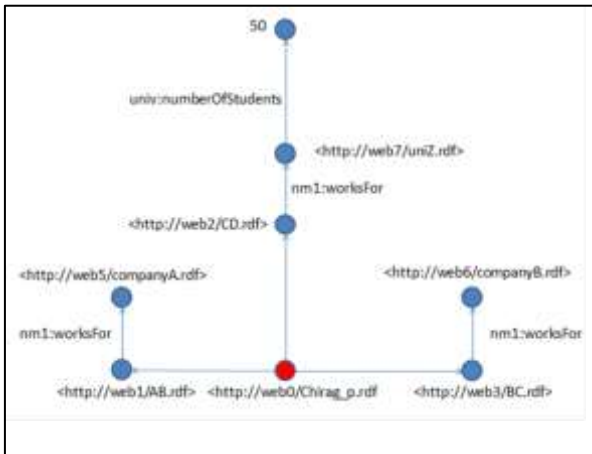 50
univ:numberOfStudents
<http://web7/uniZ.rdf>
nm1:worksFor
<http://web2/CD.rdf>
<http://web5/companyA.rdf>
<http://web6/companyB.rdf>
nm1:worksFor
nm1:worksFor
<http://web1/AB.rdf>
<http://web0/Chirag_p.rdf
<http://web3/BC.rdf>